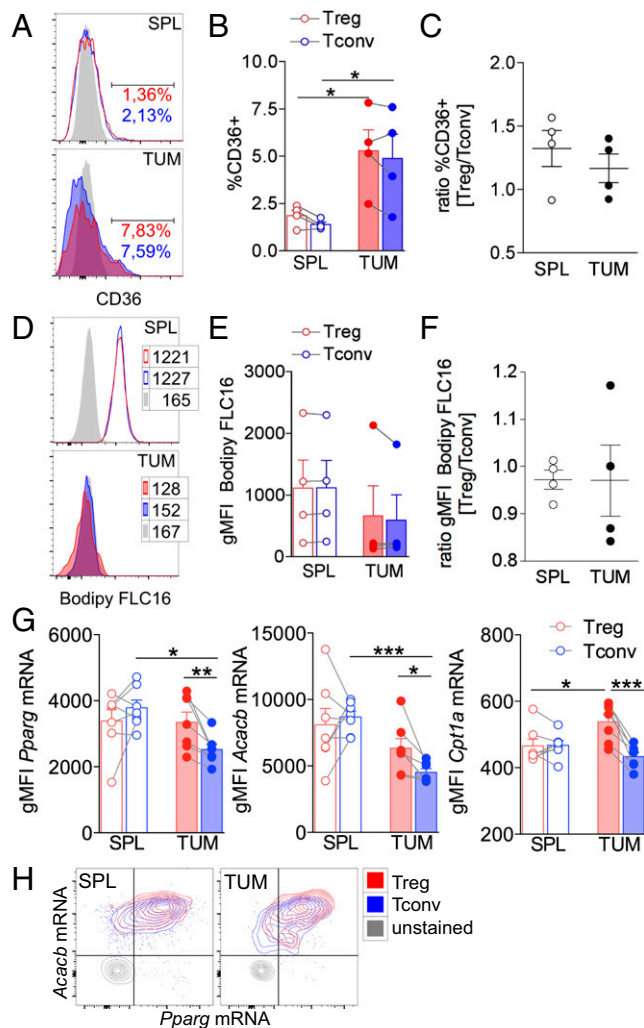 A
SPL
1,36%
2,13%
TUM
7,83%
7,59%
CD36
B
Treg
Tconv
%CD36+
10.0
7.5
5.0
2.5
0.0
*
*
SPL TUM
C
ratio %CD36+
[Treg/Tconv]
2.0
1.5
1.0
0.5
SPL TUM
D
SPL
1221
1227
165
TUM
128
152
167
Bodipy FLC16
E
Treg
Tconv
gMFI Bodipy FLC16
3000
2000
1000
0
SPL TUM
F
ratio gMFI Bodipy FLC16
[Treg/Tconv]
1.2
1.1
1.0
0.9
0.8
SPL TUM
G
gMFI Pparg mRNA
6000
4000
2000
0
*
**
SPL TUM
gMFI Acacb mRNA
15000
10000
5000
0
***
*
SPL TUM
gMFI Cpt1a mRNA
800
600
400
200
Treg
Tconv
* ***
SPL TUM
H
SPL
TUM
Acacb mRNA
Pparg mRNA
Treg
Tconv
unstained